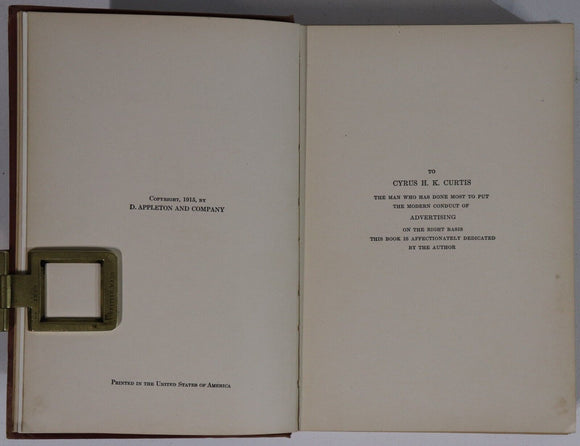 COPYRIGHT, 1915, BY
D. APPLETON AND COMPANY
PRINTED IN THE UNITED STATES OF AMERICA
TO
CYRUS H. K. CURTIS
THE MAN WHO HAS DONE MOST TO PUT
THE MODERN CONDUCT OF
ADVERTISING
ON THE RIGHT BASIS
THIS BOOK IS AFFECTIONATELY DEDICATED
BY THE AUTHOR